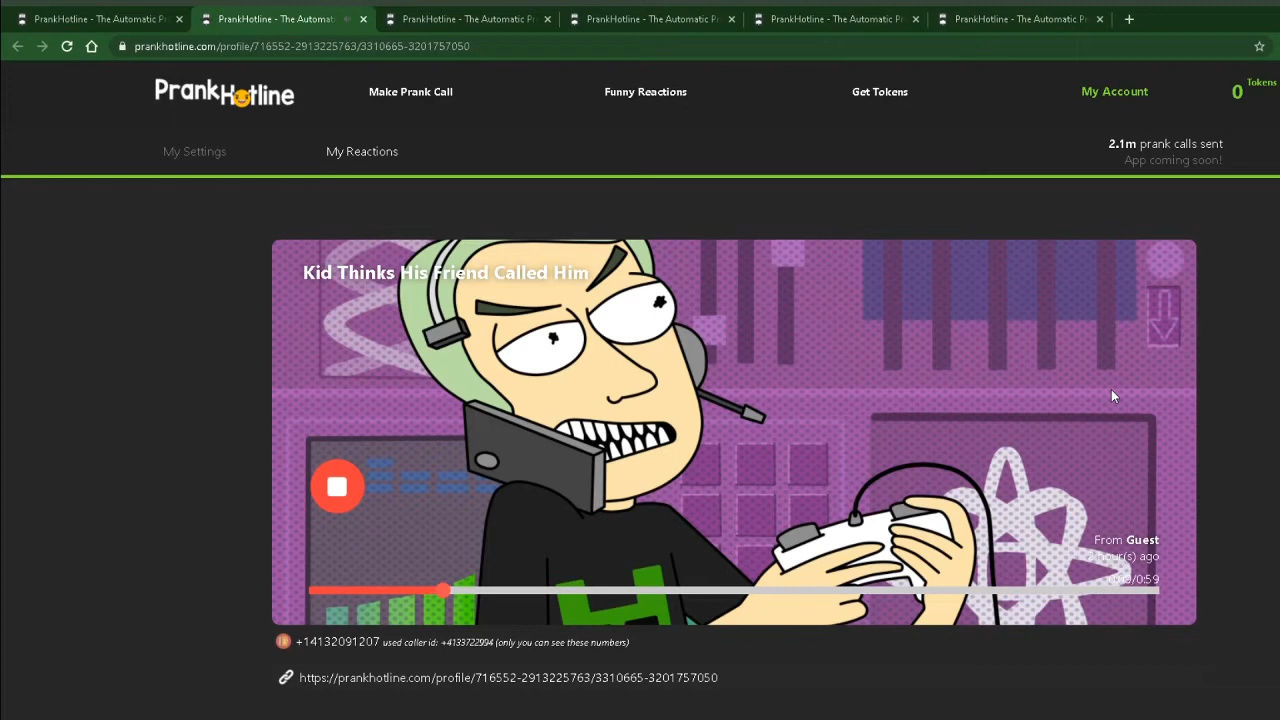 PrankHotline - The Automatic Pr
PrankHotline - The Automat
PrankHotline - The Automatic Pr
PrankHotline - The Automatic Pr
PrankHotline - The Automatic Pr
PrankHotline - The Automatic Pr
prankhotline.com/profile/716552-2913225763/3310665-3201757050
PrankHotline
Make Prank Call
Funny Reactions
Get Tokens
My Account
0 Tokens
My Settings
My Reactions
2.1m prank calls sent
App coming soon!
Kid Thinks His Friend Called Him
From Guest
hour(s) ago
/0:59
+14132091207 used caller id: +4133722994 (only you can see these numbers)
https://prankhotline.com/profile/716552-2913225763/3310665-3201757050